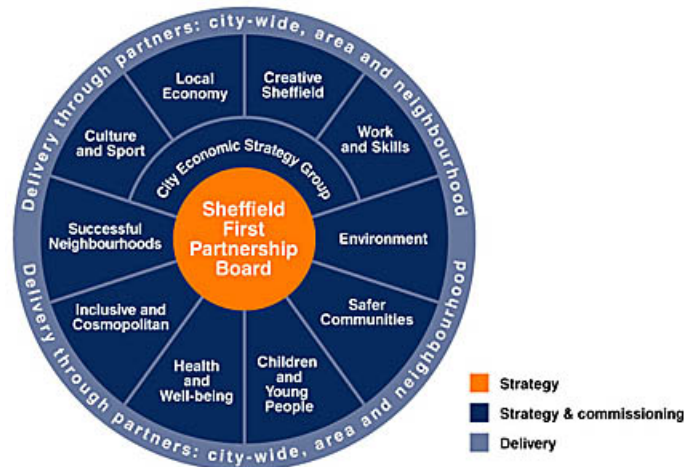 Delivery through partners: city-wide, area and neighbourhood
Local
Economy
Creative
Sheffield
Culture
and Sport
Work
and Skills
City Economic Strategy Group
Sheffield
First
Partnership
Board
Successful
Neighbourhoods
Environment
Inclusive and
Cosmopolitan
Safer
Communities
Health
and
Well-being
Children
and
Young
People
Delivery through partners: city-wide, area and neighbourhood
Strategy
Strategy & commissioning
Delivery